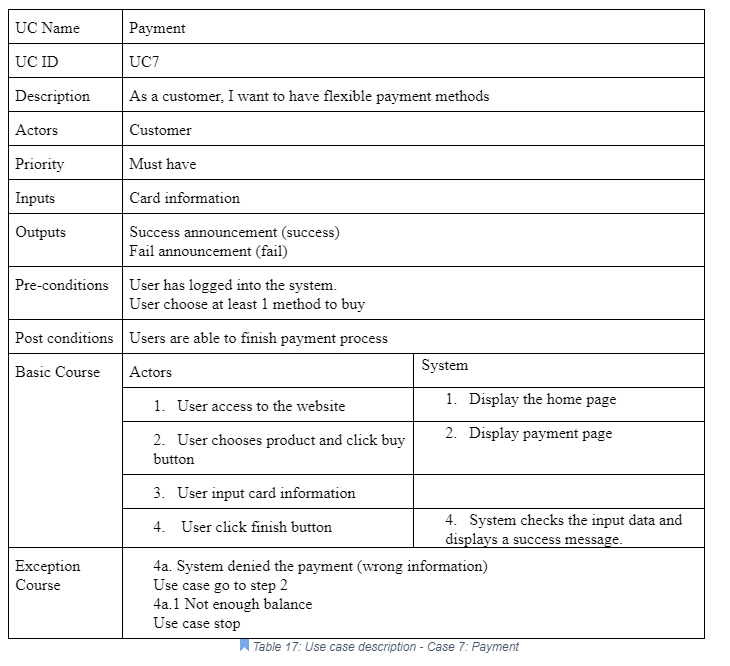 UC Name Payment
UC ID UC7
Description As a customer, I want to have flexible payment methods
Actors Customer
Priority Must have
Inputs Card information
Outputs Success announcement (success)
Fail announcement (fail)
Pre-conditions User has logged into the system.
User choose at least 1 method to buy
Post conditions Users are able to finish payment process
Basic Course Actors System
1. User access to the website 1. Display the home page
2. User chooses product and click buy 2. Display payment page
button
3. User input card information
4. User click finish button 4. System checks the input data and
displays a success message.
Exception 4a. System denied the payment (wrong information)
Course Use case go to step 2
4a.1 Not enough balance
Use case stop
Table 17: Use case description - Case 7: Payment